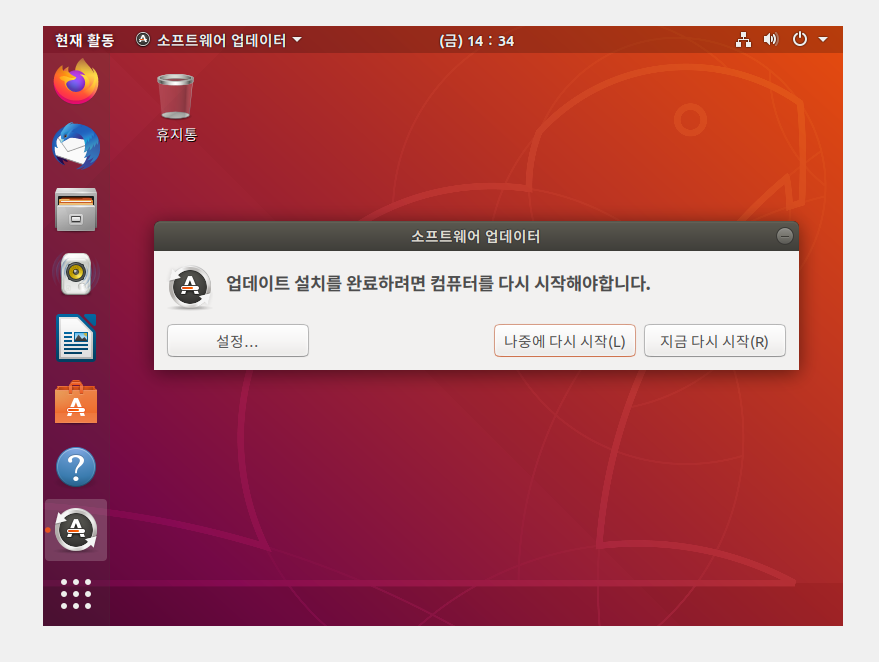 현재 활동 소프트웨어 업데이터 (금) 14 : 34
휴지통
소프트웨어 업데이터
업데이트 설치를 완료하려면 컴퓨터를 다시 시작해야합니다.
설정... 나중에 다시 시작(L) 지금 다시 시작(R)